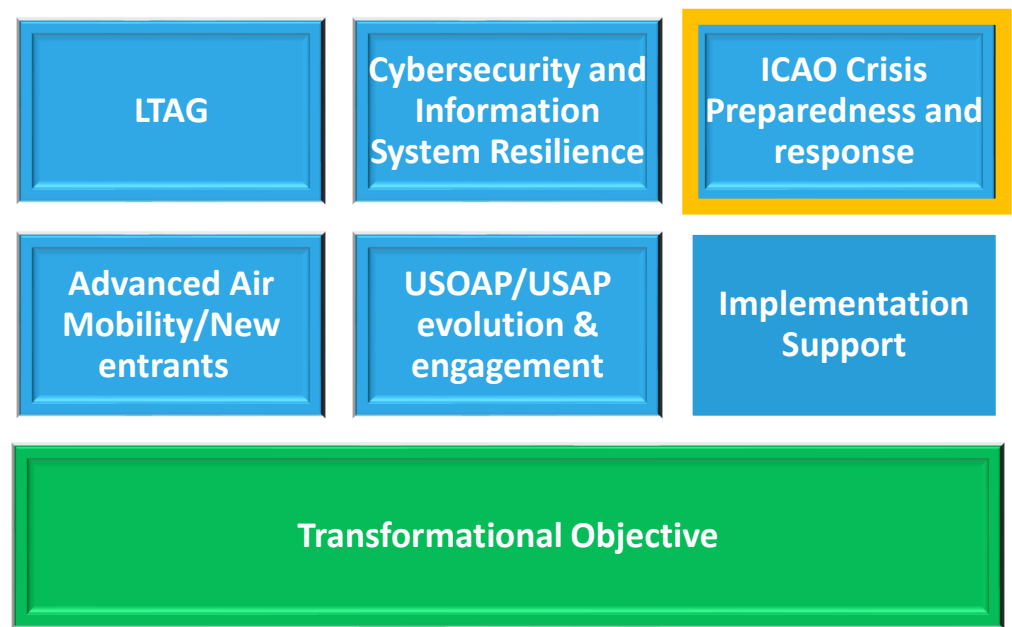 LTAG
Cybersecurity and
Information
System Resilience
ICAO Crisis
Preparedness and
response
Advanced Air
Mobility/New
entrants
USOAP/USAP
evolution &
engagement
Implementation
Support
Transformational Objective